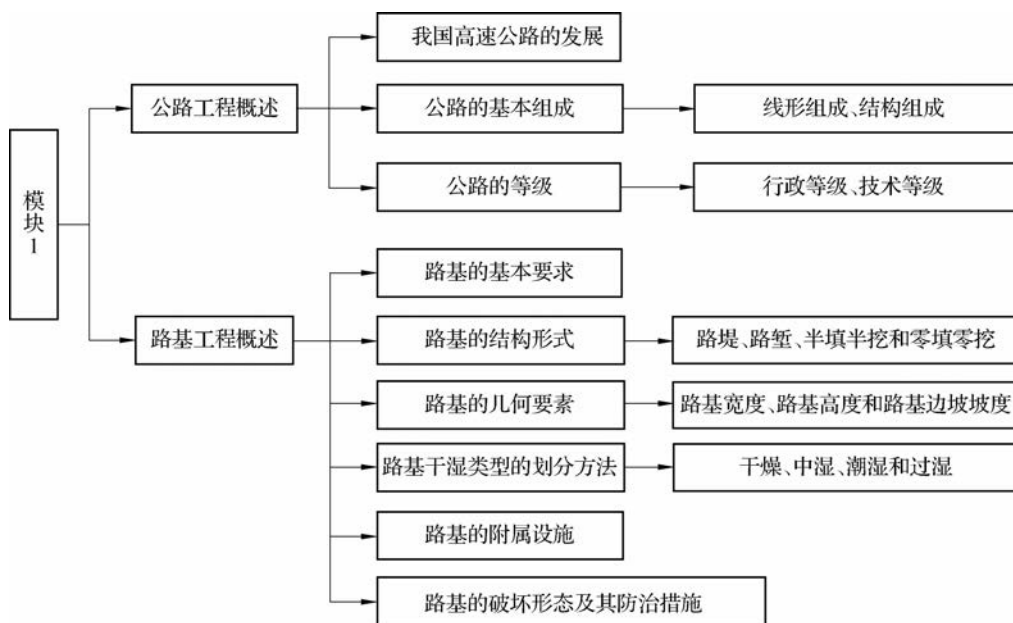 模块1
公路工程概述
我国高速公路的发展
公路的基本组成
线形组成、结构组成
公路的等级
行政等级、技术等级
路基工程概述
路基的基本要求
路基的结构形式
路堤、路堑、半填半挖和零填零挖
路基的几何要素
路基宽度、路基高度和路基边坡坡度
路基干湿类型的划分方法
干燥、中湿、潮湿和过湿
路基的附属设施
路基的破坏形态及其防治措施